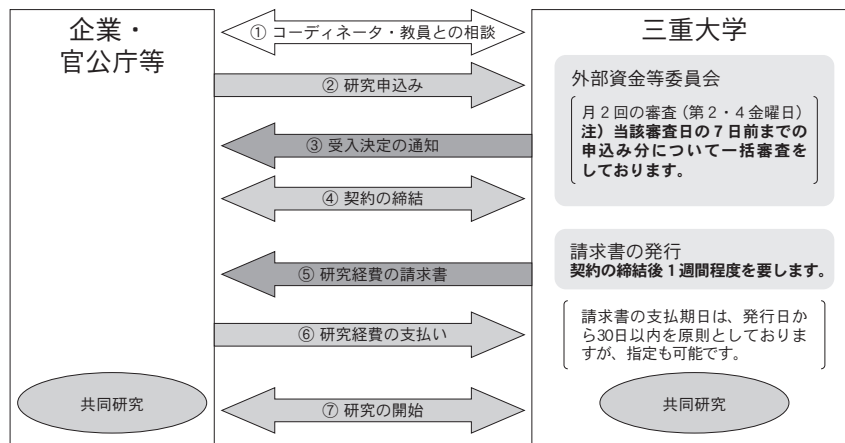 企業・
官公庁等
① コーディネータ・教員との相談
三重大学
② 研究申込み
外部資金等委員会
月２回の審査（第２・４金曜日）
注）当該審査日の７日前までの
申込み分について一括審査を
しております。
③ 受入決定の通知
④ 契約の締結
請求書の発行
契約の締結後１週間程度を要します。
⑤ 研究経費の請求書
⑥ 研究経費の支払い
請求書の支払期日は、発行日か
ら30日以内を原則としておりま
すが、指定も可能です。
共同研究
⑦ 研究の開始
共同研究